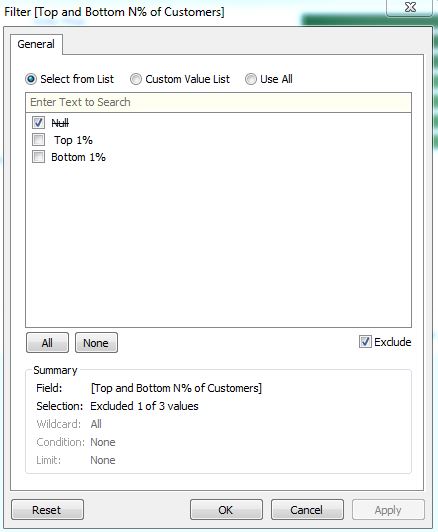 Filter [Top and Bottom N% of Customers]
General
Select from List Custom Value List Use All
Enter Text to Search
Null
Top 1%
Bottom 1%
All None Exclude
Summary
Field: [Top and Bottom N% of Customers]
Selection: Excluded 1 of 3 values
Wildcard: All
Condition: None
Limit: None
Reset OK Cancel Apply